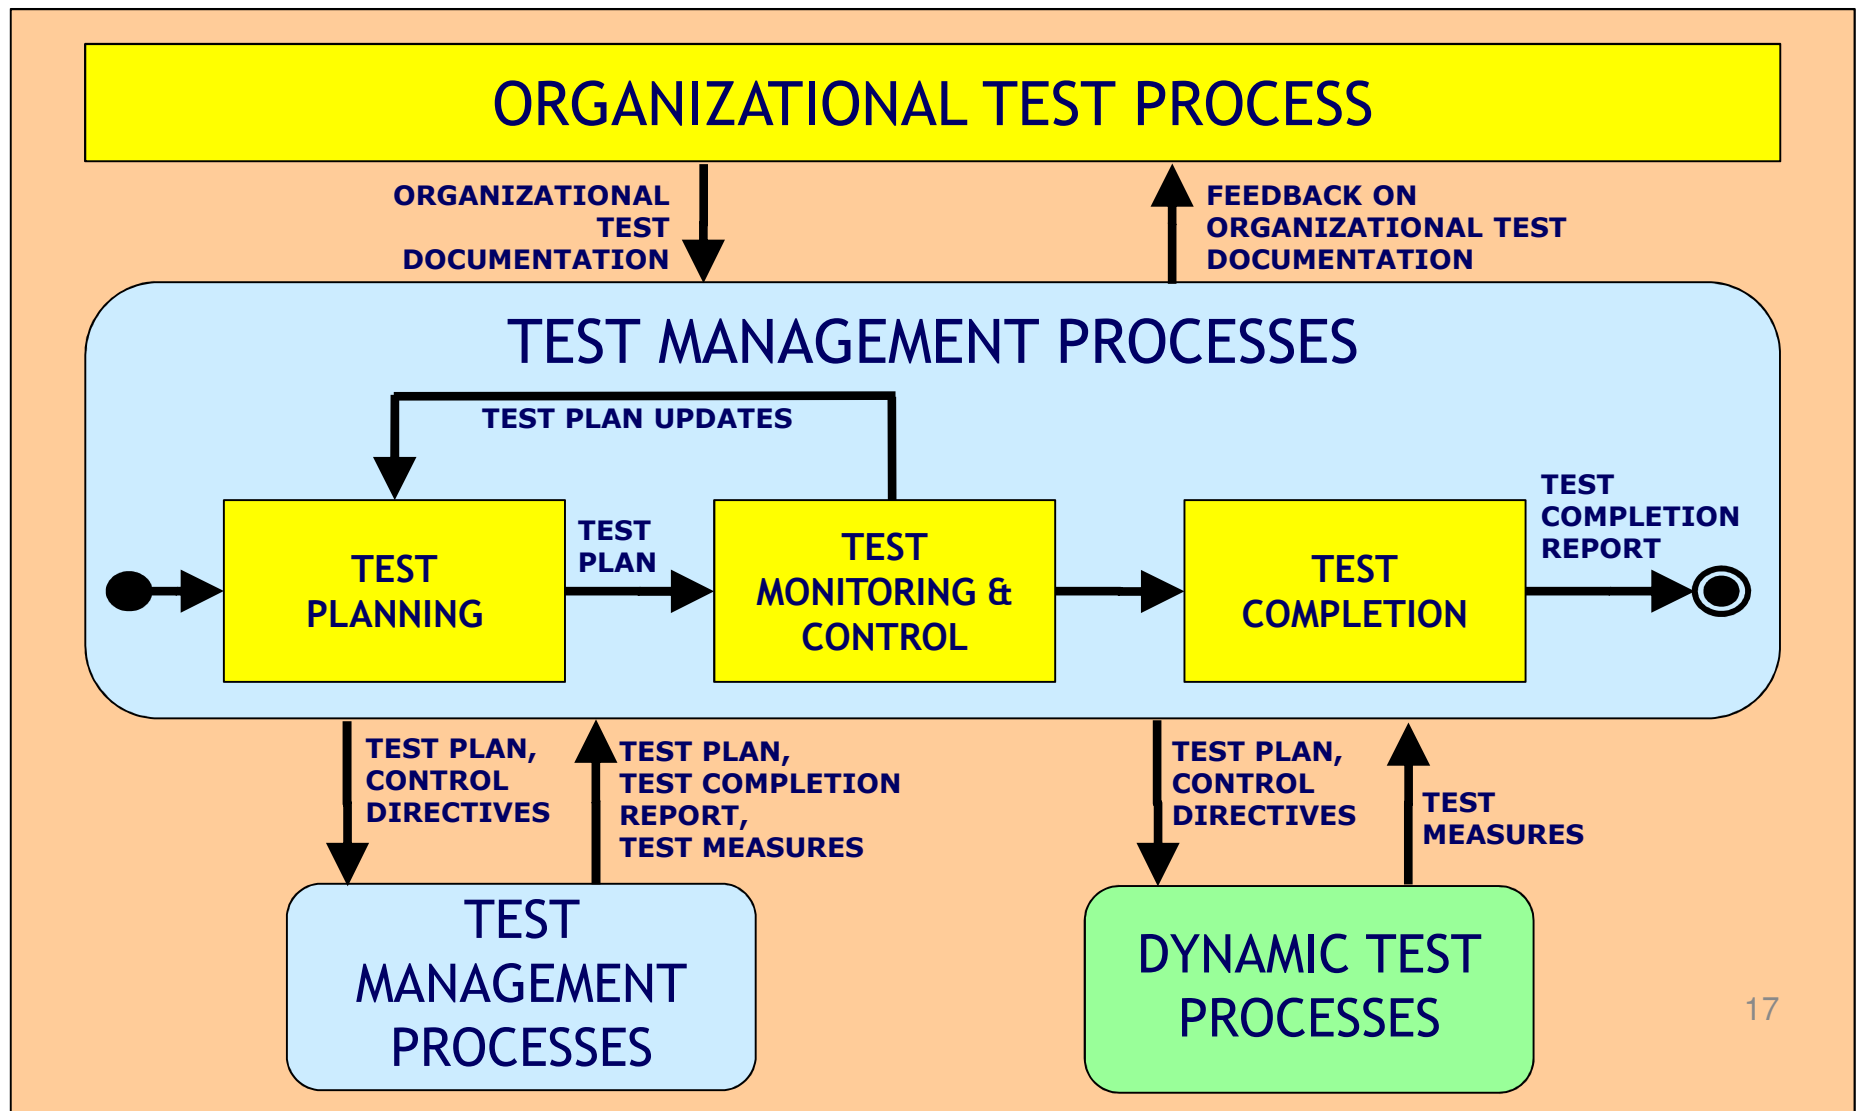 ORGANIZATIONAL TEST PROCESS
ORGANIZATIONAL
TEST
DOCUMENTATION
FEEDBACK ON
ORGANIZATIONAL TEST
DOCUMENTATION
TEST MANAGEMENT PROCESSES
TEST PLAN UPDATES
TEST
PLANNING
TEST
PLAN
TEST
MONITORING &
CONTROL
TEST
COMPLETION
TEST
COMPLETION
REPORT
TEST PLAN,
CONTROL
DIRECTIVES
TEST PLAN,
TEST COMPLETION
REPORT,
TEST MEASURES
TEST PLAN,
CONTROL
DIRECTIVES
TEST
MEASURES
TEST
MANAGEMENT
PROCESSES
DYNAMIC TEST
PROCESSES
17